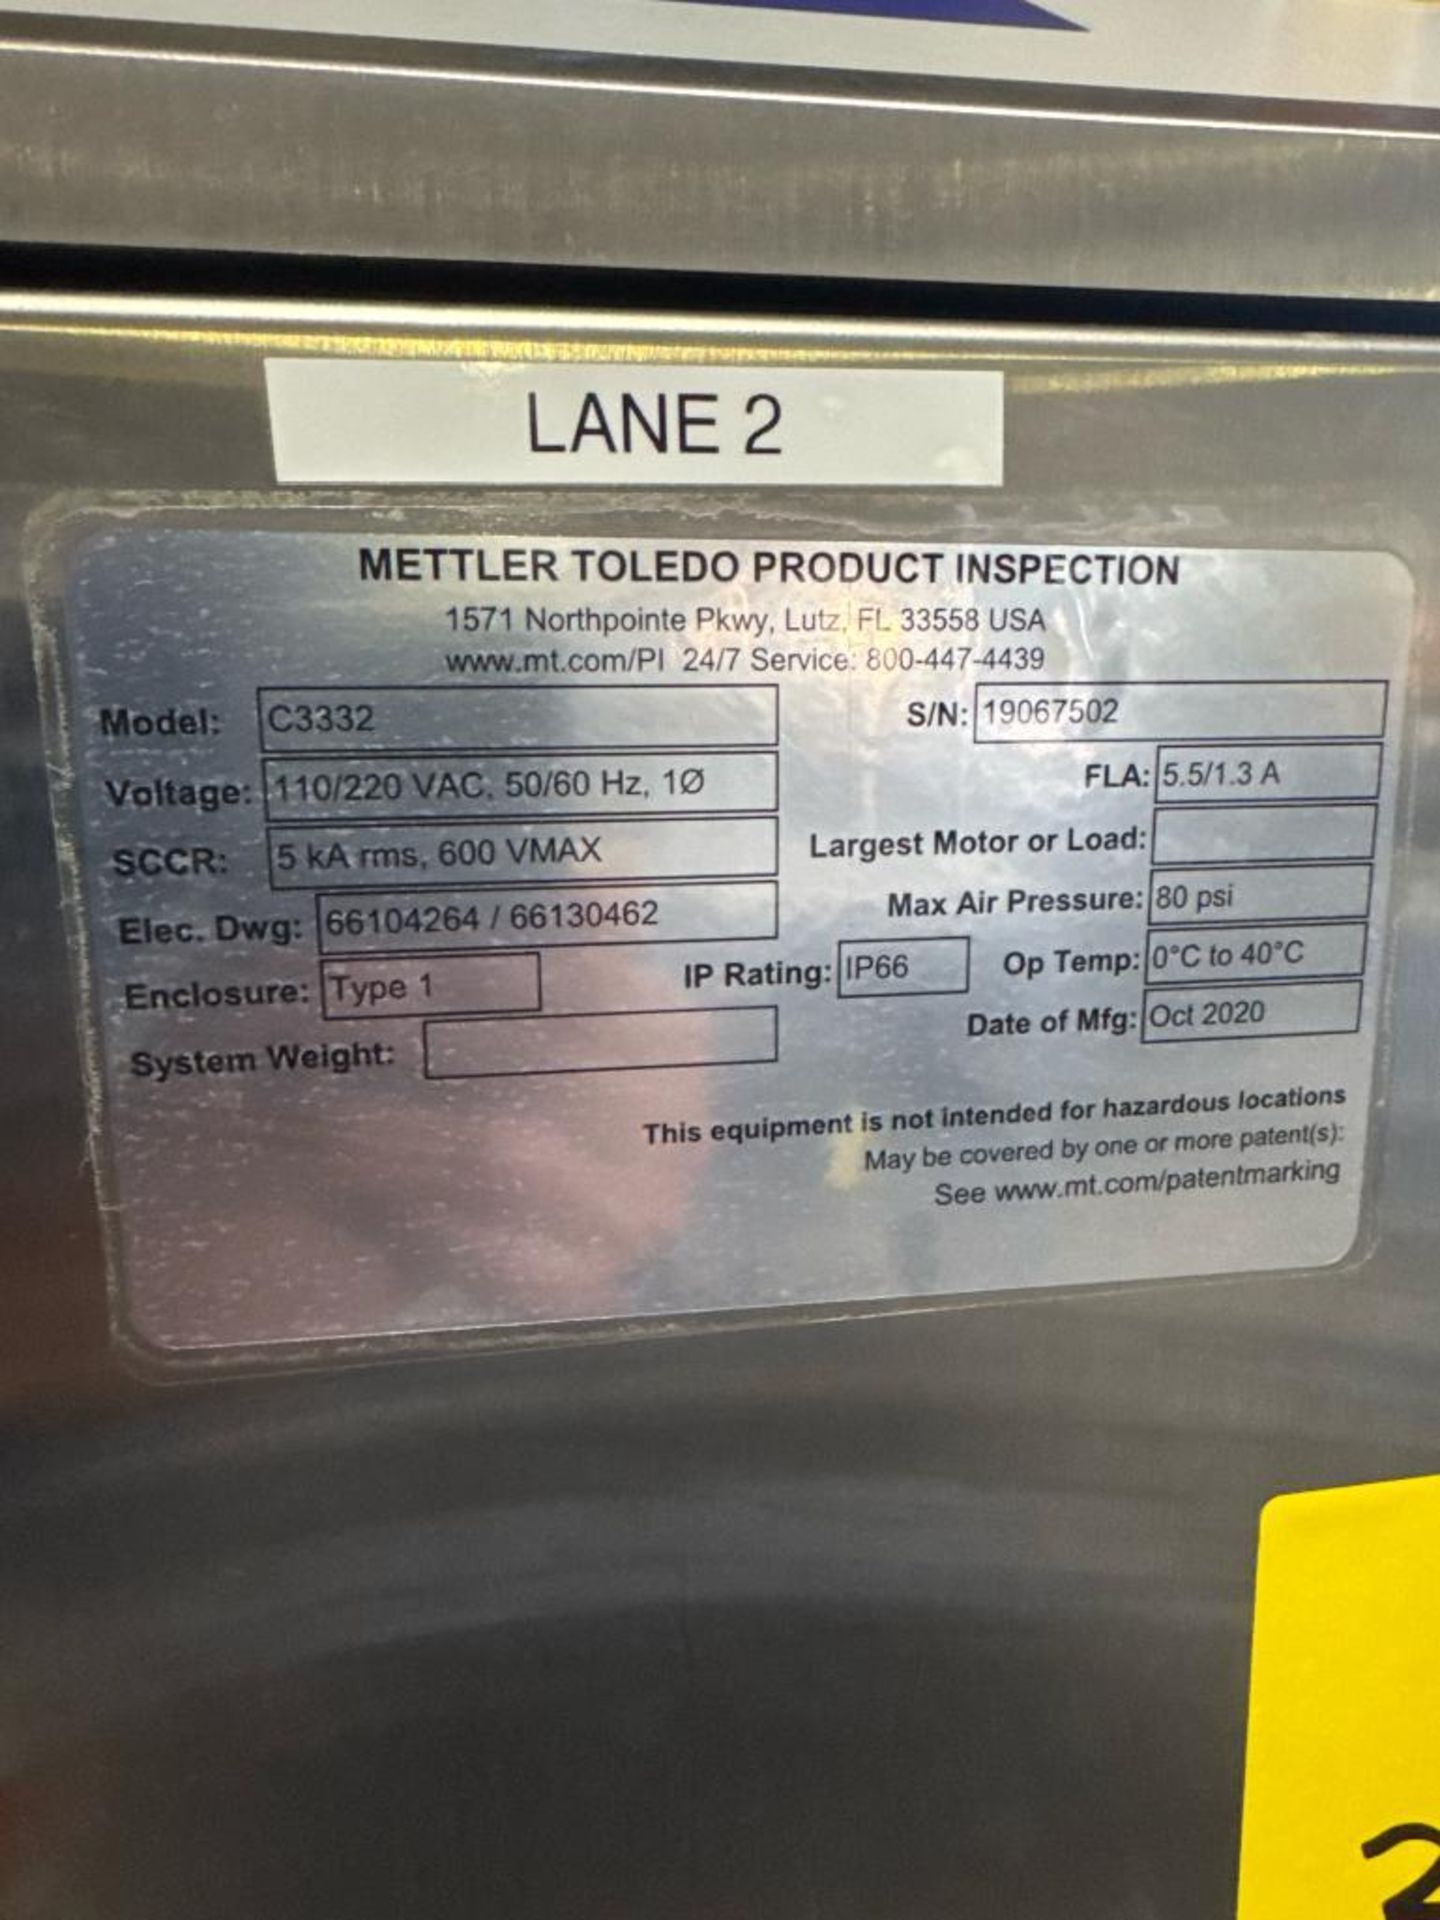 LANE 2
METTLER TOLEDO PRODUCT INSPECTION
1571 Northpointe Pkwy, Lutz, FL 33558 USA
www.mt.com/PI 24/7 Service: 800-447-4439
Model: C3332 S/N: 19067502
Voltage: 110/220 VAC, 50/60 Hz, 1Ø FLA: 5.5/1.3 A
SCCR: 5 kA rms, 600 VMAX Largest Motor or Load:
Elec. Dwg: 66104264 / 66130462 Max Air Pressure: 80 psi
Enclosure: Type 1 IP Rating: IP66 Op Temp: 0°C to 40°C
System Weight: Date of Mfg: Oct 2020
This equipment is not intended for hazardous locations
May be covered by one or more patent(s):
See www.mt.com/patentmarking
2